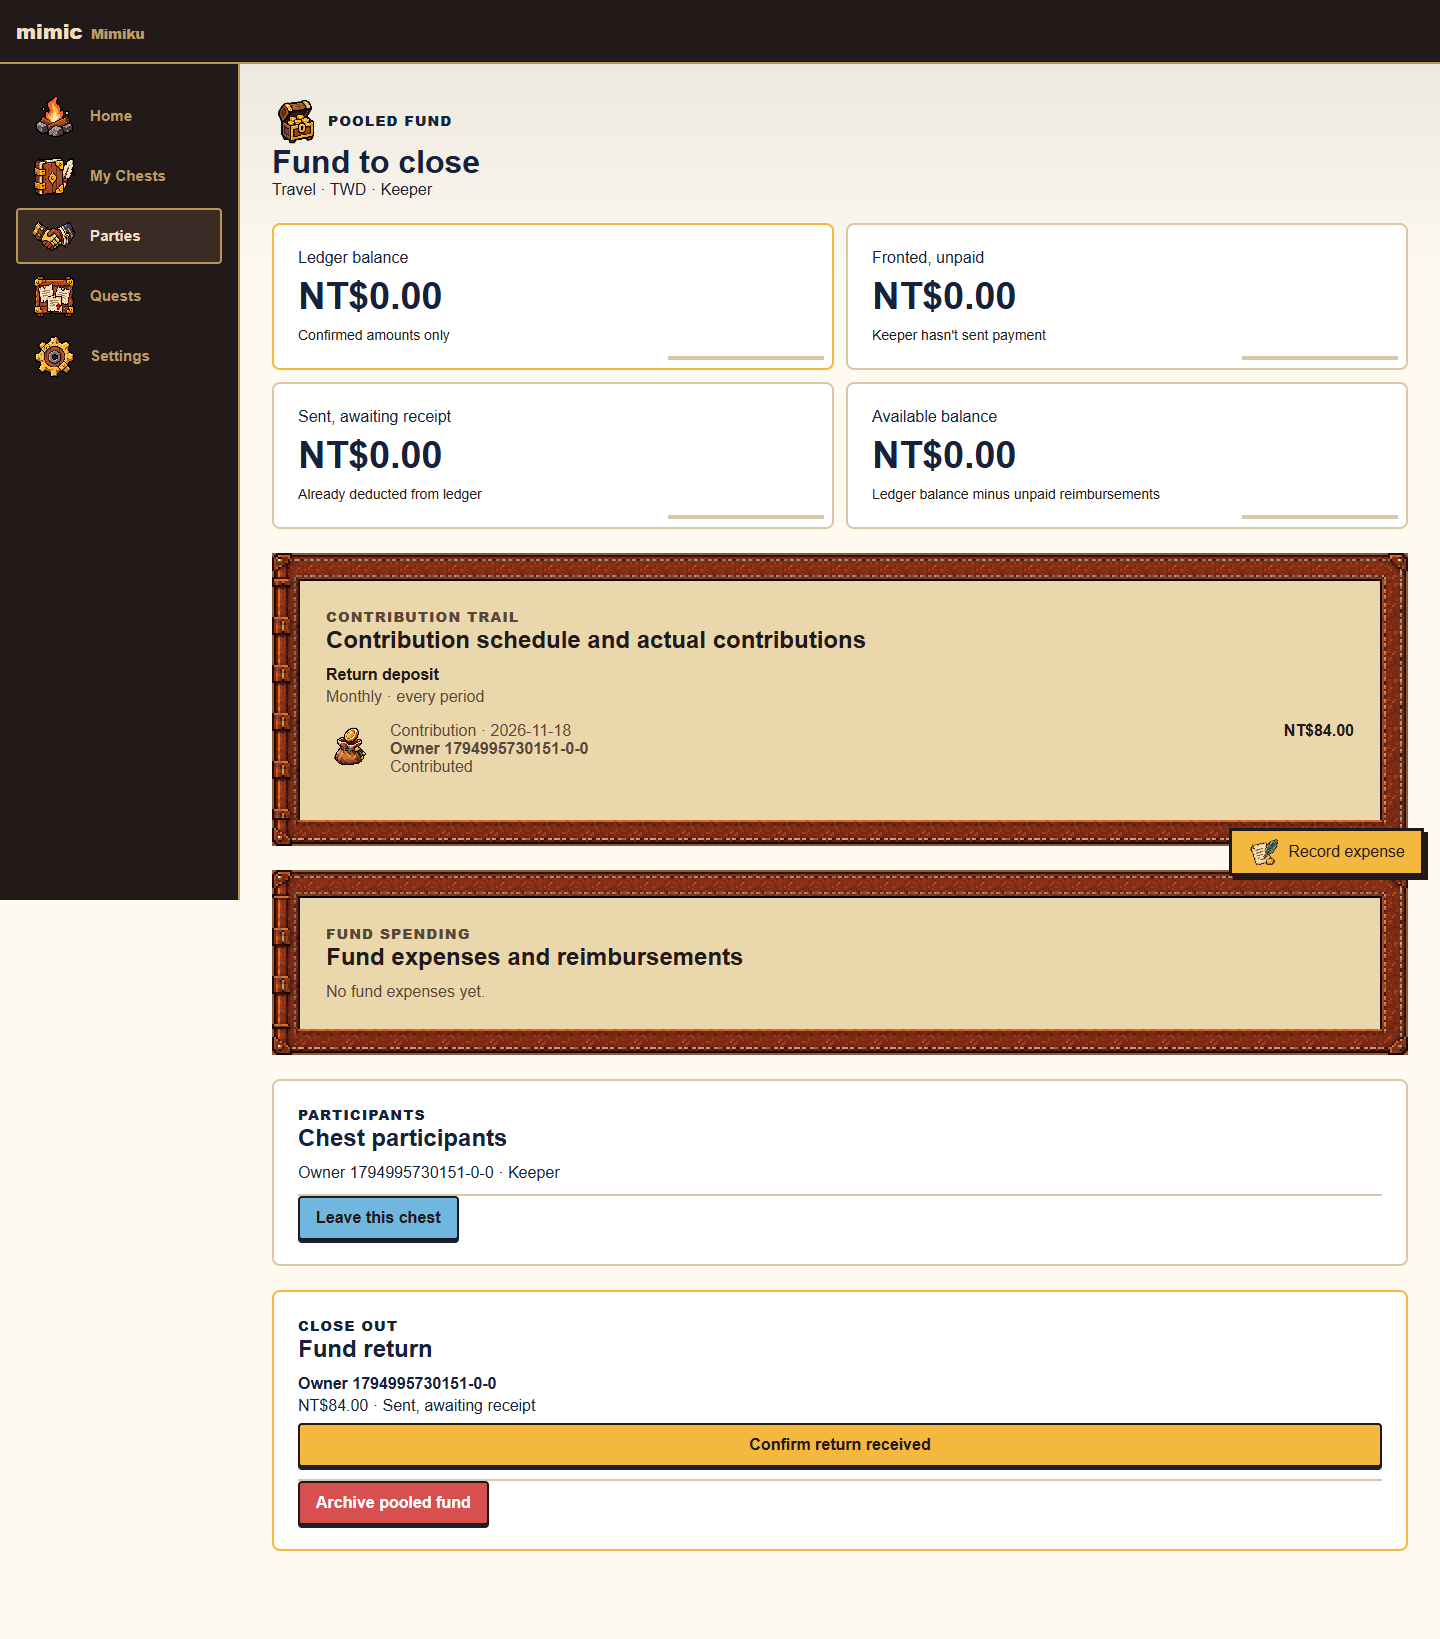 mimic Mimiku
Home
My Chests
Parties
Quests
Settings
POOLED FUND
Fund to close
Travel · TWD · Keeper
Ledger balance
NT$0.00
Confirmed amounts only
Fronted, unpaid
NT$0.00
Keeper hasn't sent payment
Sent, awaiting receipt
NT$0.00
Already deducted from ledger
Available balance
NT$0.00
Ledger balance minus unpaid reimbursements
CONTRIBUTION TRAIL
Contribution schedule and actual contributions
Return deposit
Monthly · every period
Contribution · 2026-11-18
NT$84.00
Owner 1794995730151-0-0
Contributed
Record expense
FUND SPENDING
Fund expenses and reimbursements
No fund expenses yet.
PARTICIPANTS
Chest participants
Owner 1794995730151-0-0 · Keeper
Leave this chest
CLOSE OUT
Fund return
Owner 1794995730151-0-0
NT$84.00 · Sent, awaiting receipt
Confirm return received
Archive pooled fund